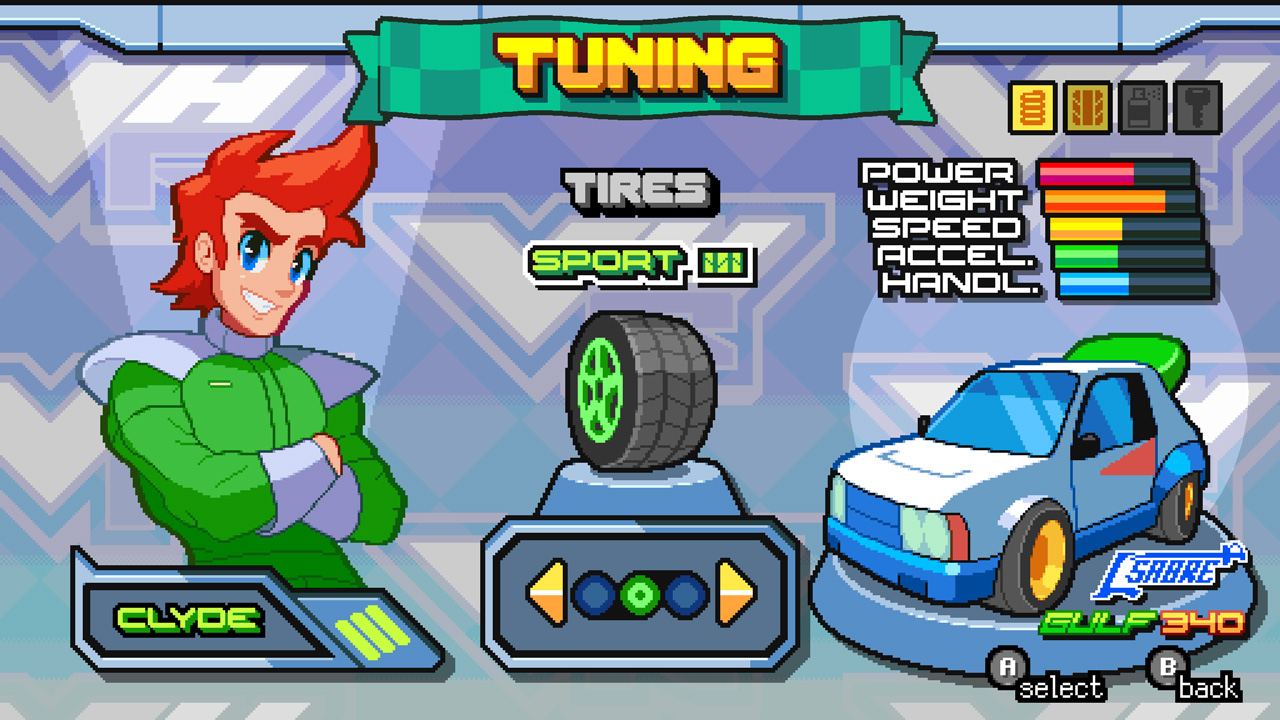 TUNING
TIRES
SPORT
POWER
WEIGHT
SPEED
ACCEL.
HANDL.
CLYDE
SABRE
GULF 340
A select
B back